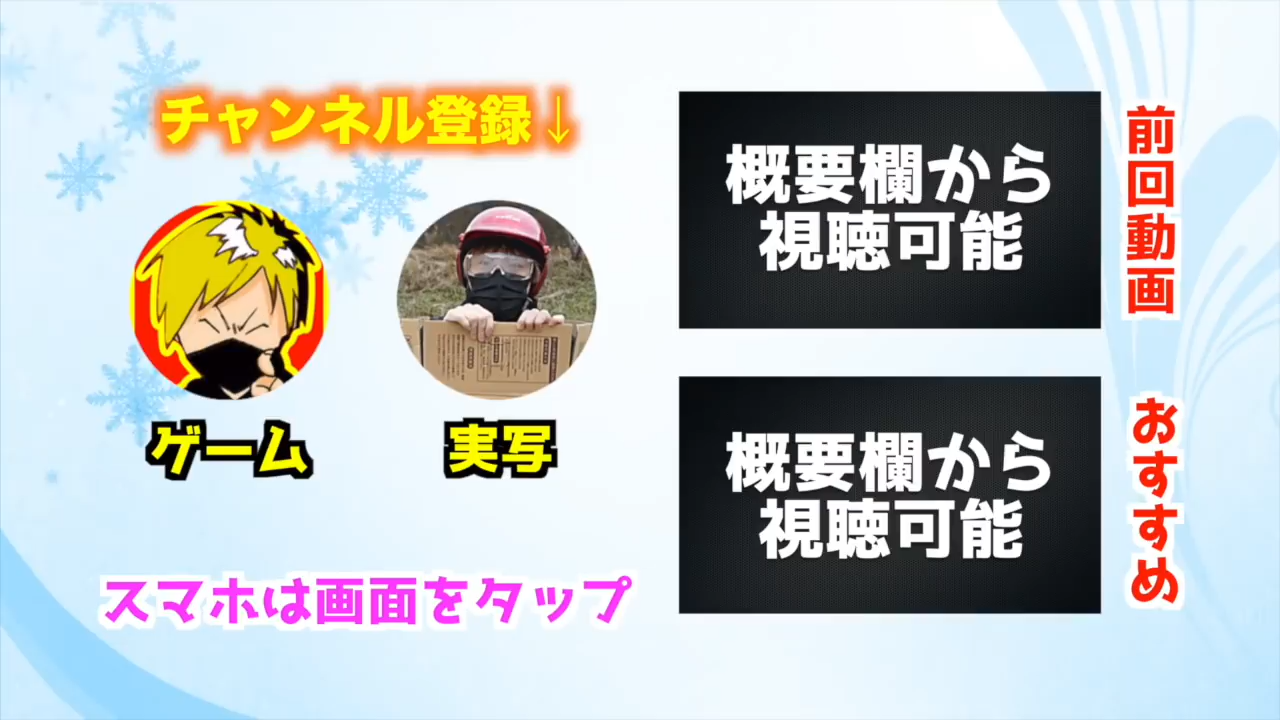 チャンネル登録↓
ゲーム
実写
スマホは画面をタップ
概要欄から
視聴可能
前回動画
概要欄から
視聴可能
おすすめ